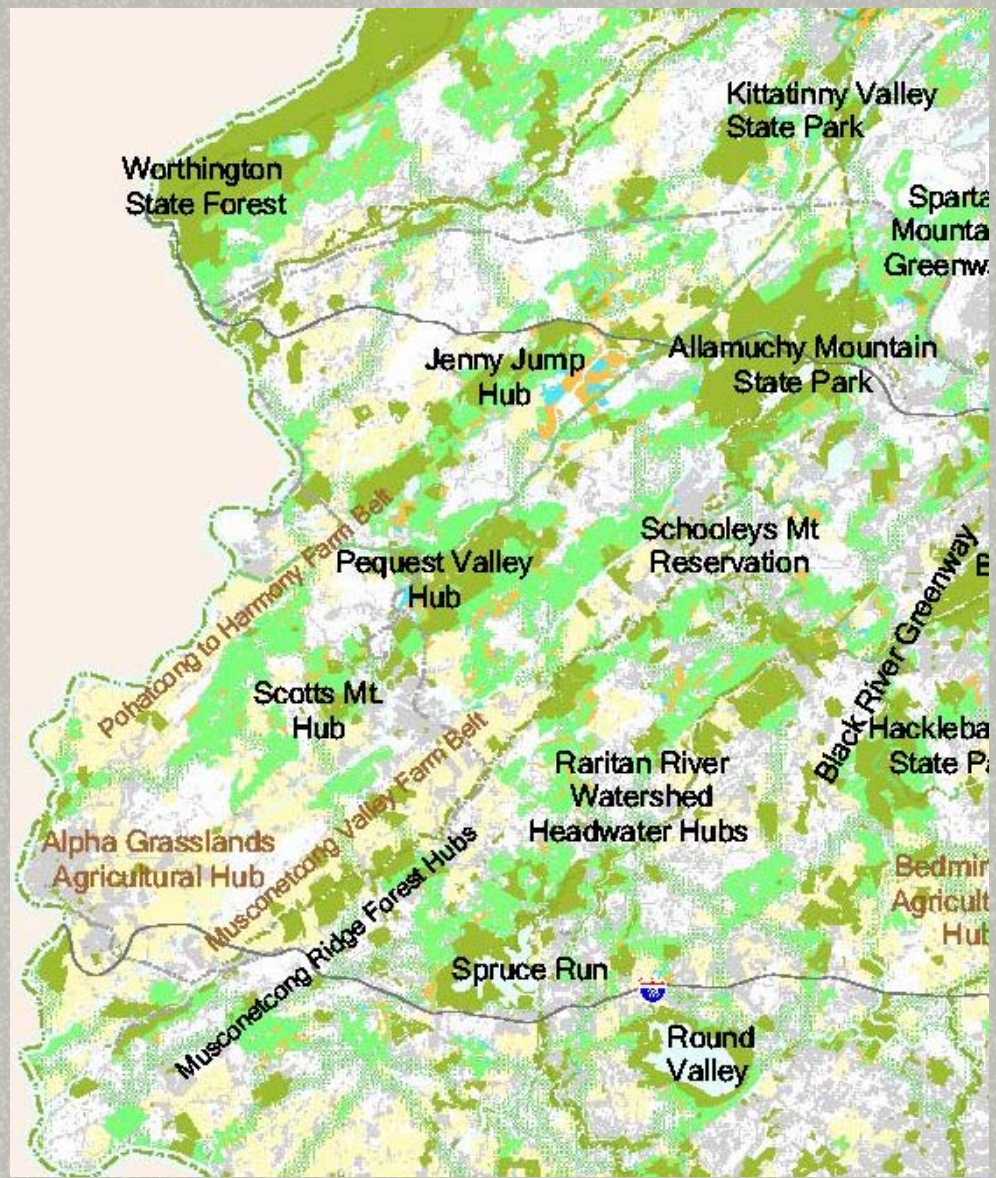 Kittatinny Valley
State Park
Worthington
State Forest
Sparta
Mounta
Greenw
Jenny Jump
Hub
Allamuchy Mountain
State Park
Pohatcong to Harmony Farm Belt
Schooleys Mt
Reservation
Pequest Valley
Hub
Black River Greenway
Scotts Mt.
Hub
Hackleba
State Pa
Raritan River
Watershed
Headwater Hubs
Musconetcong Valley Farm Belt
Alpha Grasslands
Agricultural Hub
Musconetcong Ridge Forest Hubs
Bedmin
Agricult
Hub
Spruce Run
Round
Valley